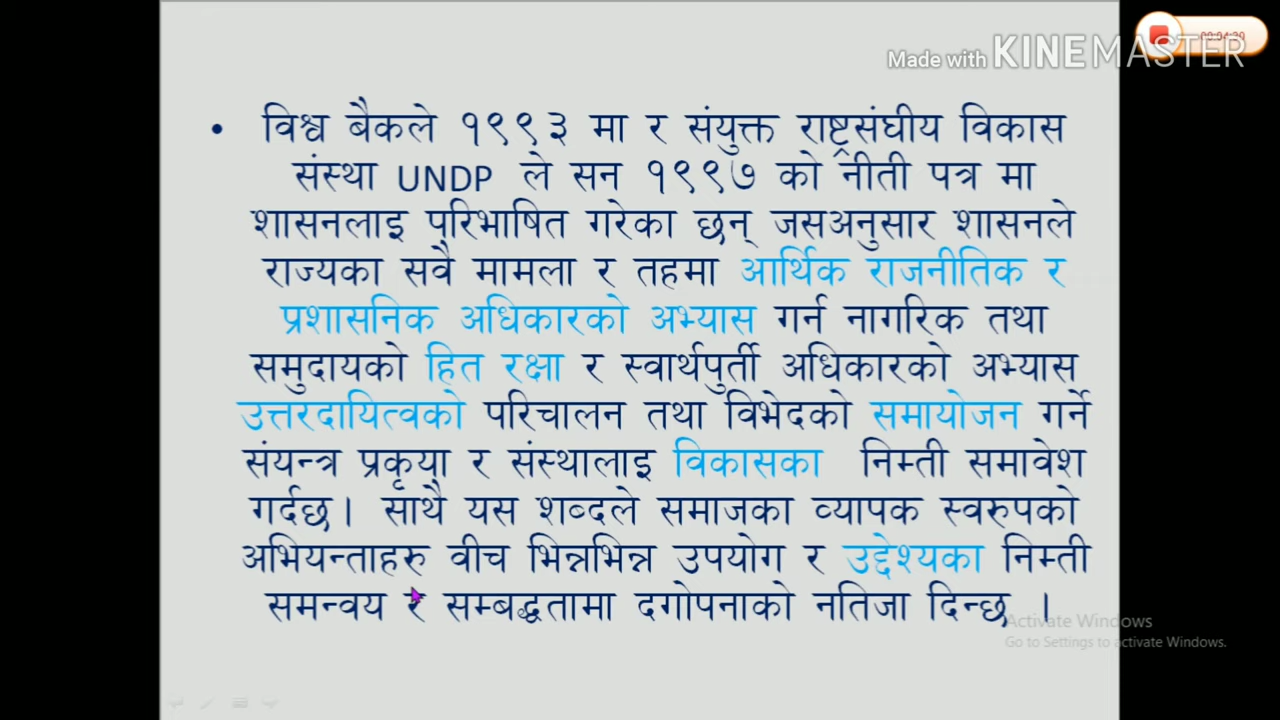 00:04:20
Made with KINEMASTER
• विश्व बैकले १९९३ मा र संयुक्त राष्ट्रसंघीय विकास
संस्था UNDP ले सन १९९७ को नीती पत्र मा
शासनलाइ परिभाषित गरेका छन् जसअनुसार शासनले
राज्यका सवै मामला र तहमा आर्थिक राजनीतिक र
प्रशासनिक अधिकारको अभ्यास गर्न नागरिक तथा
समुदायको हित रक्षा र स्वार्थपुर्ती अधिकारको अभ्यास
उत्तरदायित्वको परिचालन तथा विभेदको समायोजन गर्ने
संयन्त्र प्रकृया र संस्थालाइ विकासका निम्ती समावेश
गर्दछ। साथै यस शब्दले समाजका व्यापक स्वरुपको
अभियन्ताहरु वीच भिन्नभिन्न उपयोग र उद्देश्यका निम्ती
समन्वय र सम्बद्धतामा दगोपनाको नतिजा दिन्छ ।
Activate Windows
Go to Settings to activate Windows.